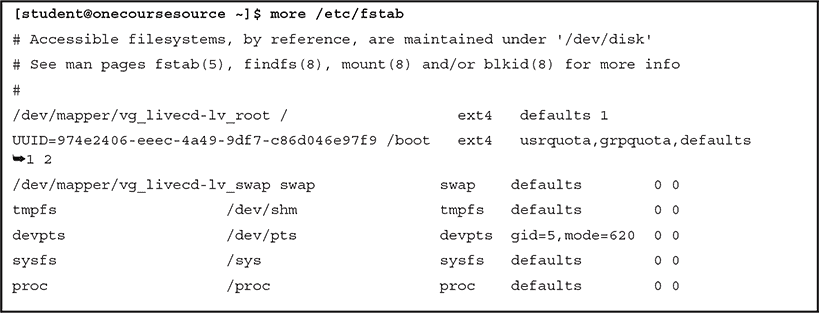 [student@onecoursesource ~]$ more /etc/fstab
# Accessible filesystems, by reference, are maintained under '/dev/disk'
# See man pages fstab(5), findfs(8), mount(8) and/or blkid(8) for more info
#
/dev/mapper/vg_livecd-lv_root / ext4 defaults 1
UUID=974e2406-eeec-4a49-9df7-c86d046e97f9 /boot ext4 usrquota,grpquota,defaults
➥1 2
/dev/mapper/vg_livecd-lv_swap swap swap defaults 0 0
tmpfs /dev/shm tmpfs defaults 0 0
devpts /dev/pts devpts gid=5,mode=620 0 0
sysfs /sys sysfs defaults 0 0
proc /proc proc defaults 0 0